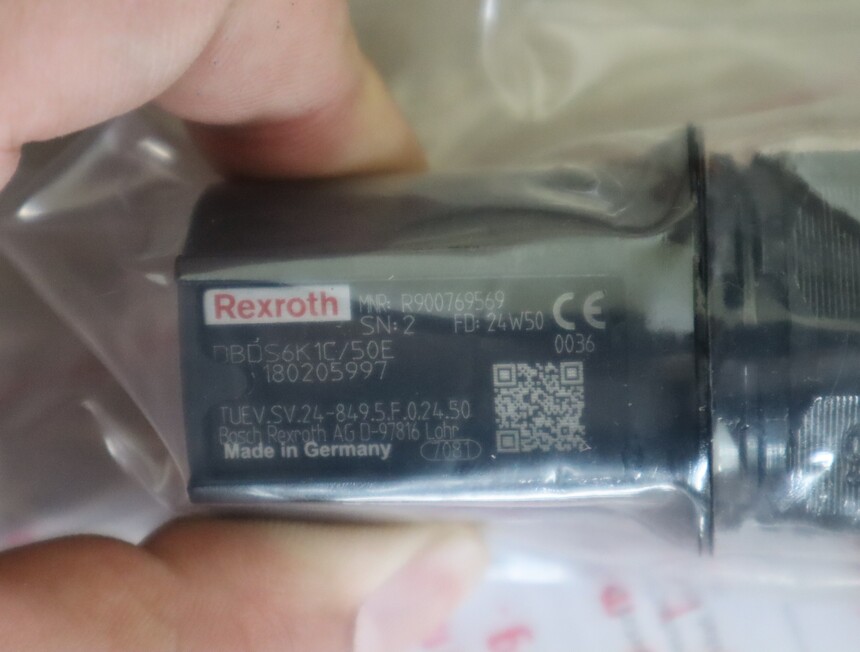 Rexroth
MNR: R900769569
SN: 2 FD: 24W50
CE
0036
DBDS6K1C/50E
180205997
TUEV.SV.24-849.5.F.0.24.50
Bosch Rexroth AG D-97816 Lohr
Made in Germany
7081